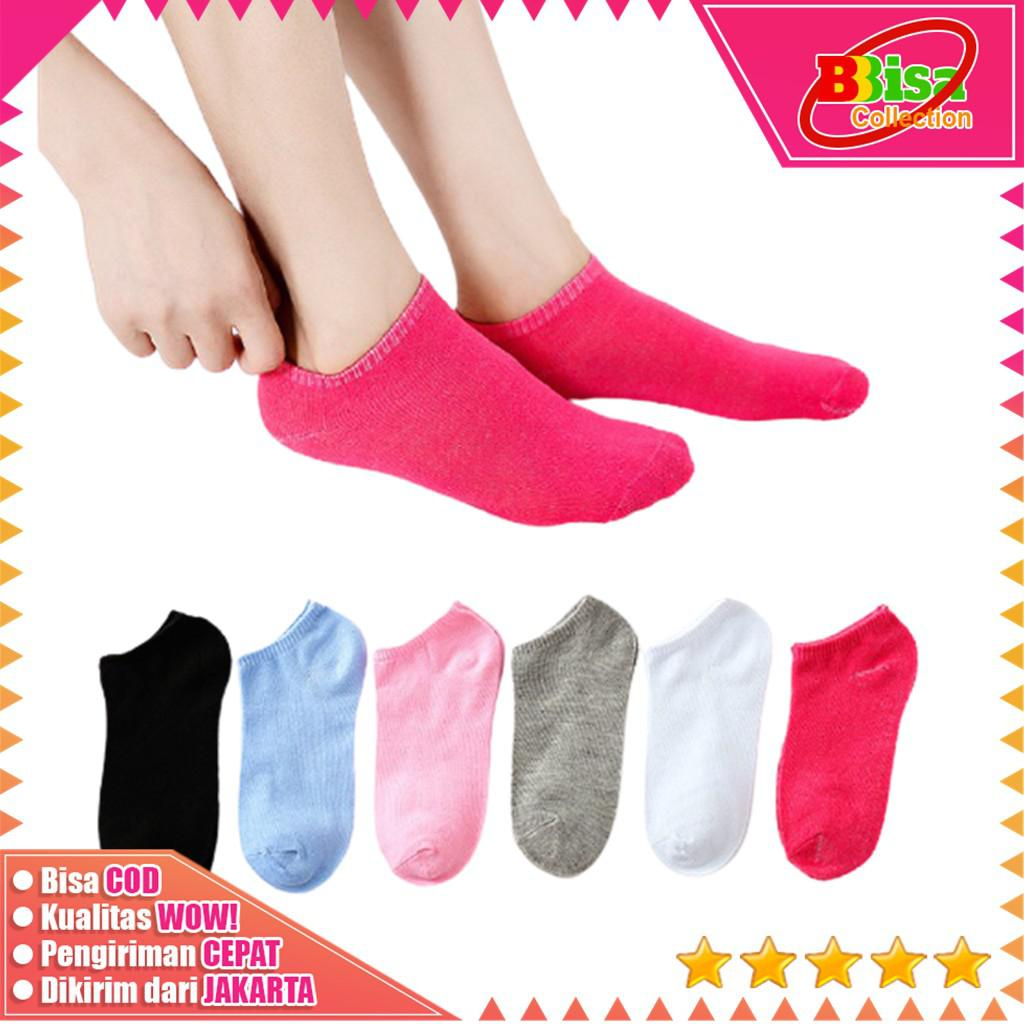 BBisa
Collection
Bisa COD
Kualitas WOW!
Pengiriman CEPAT
Dikirim dari JAKARTA